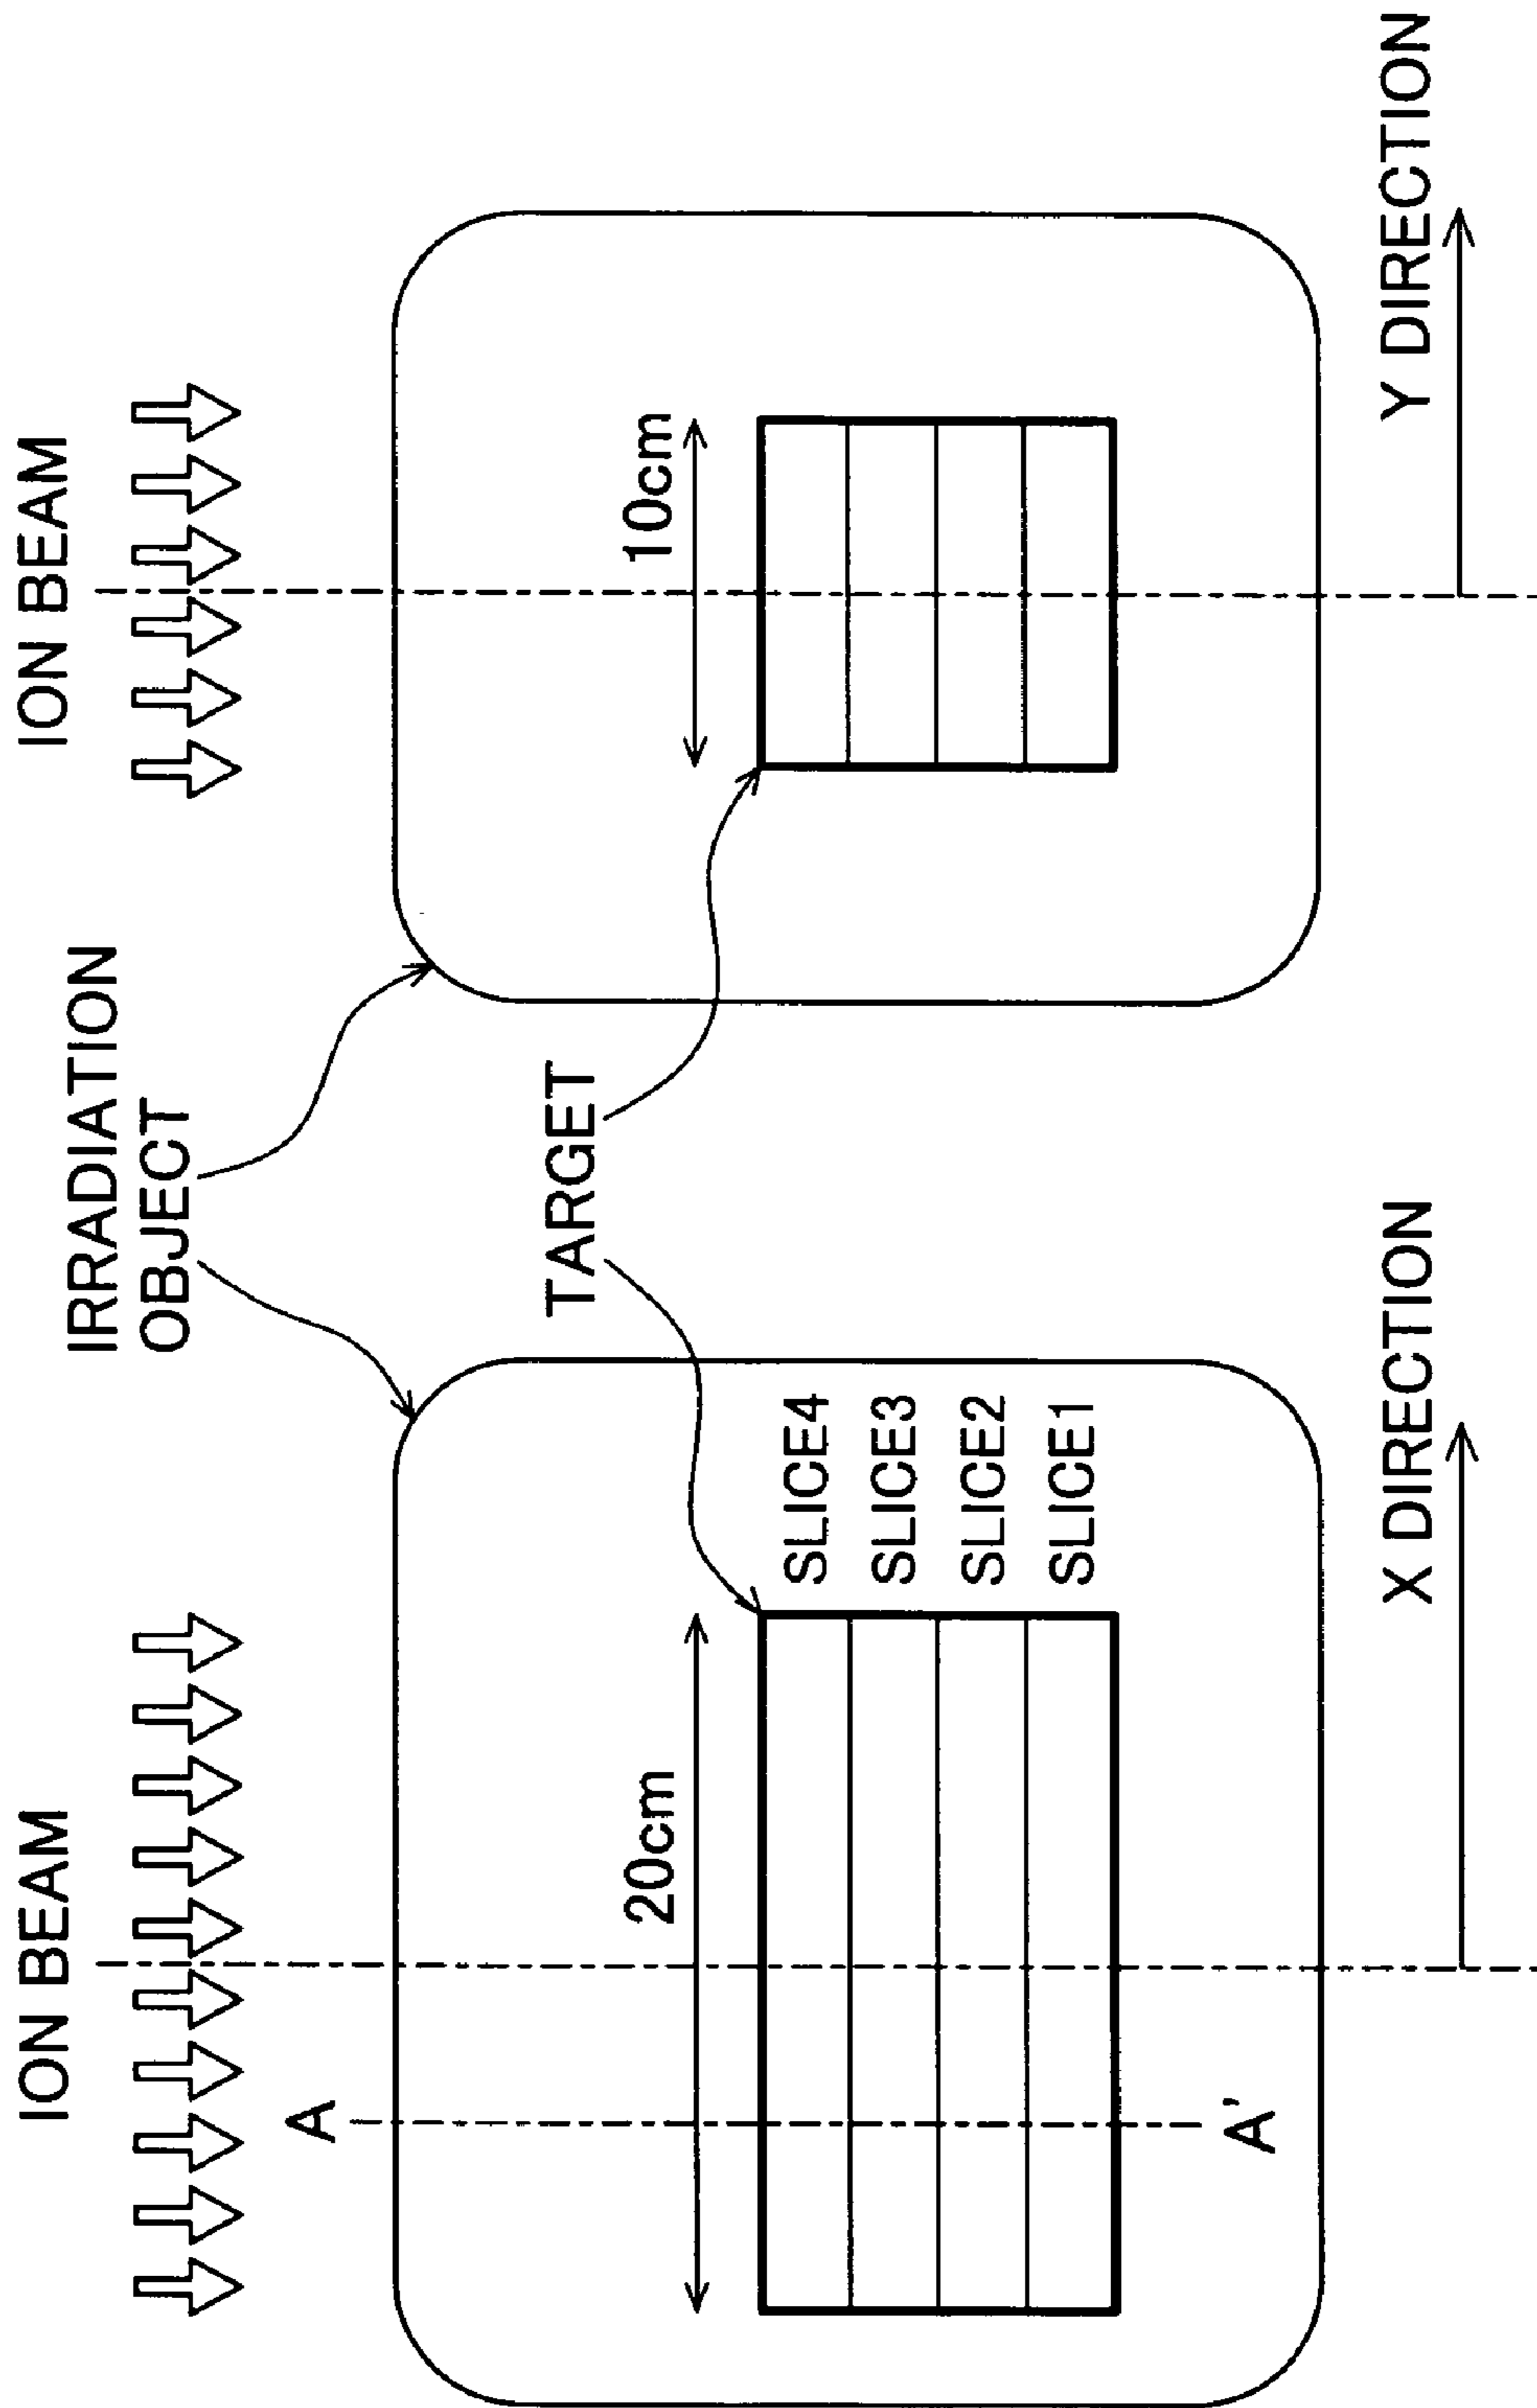 ION BEAM
ION BEAM
IRRADIATION
OBJECT
A
20cm
TARGET
10cm
SLICE4
SLICE3
SLICE2
SLICE1
A'
X DIRECTION
Y DIRECTION